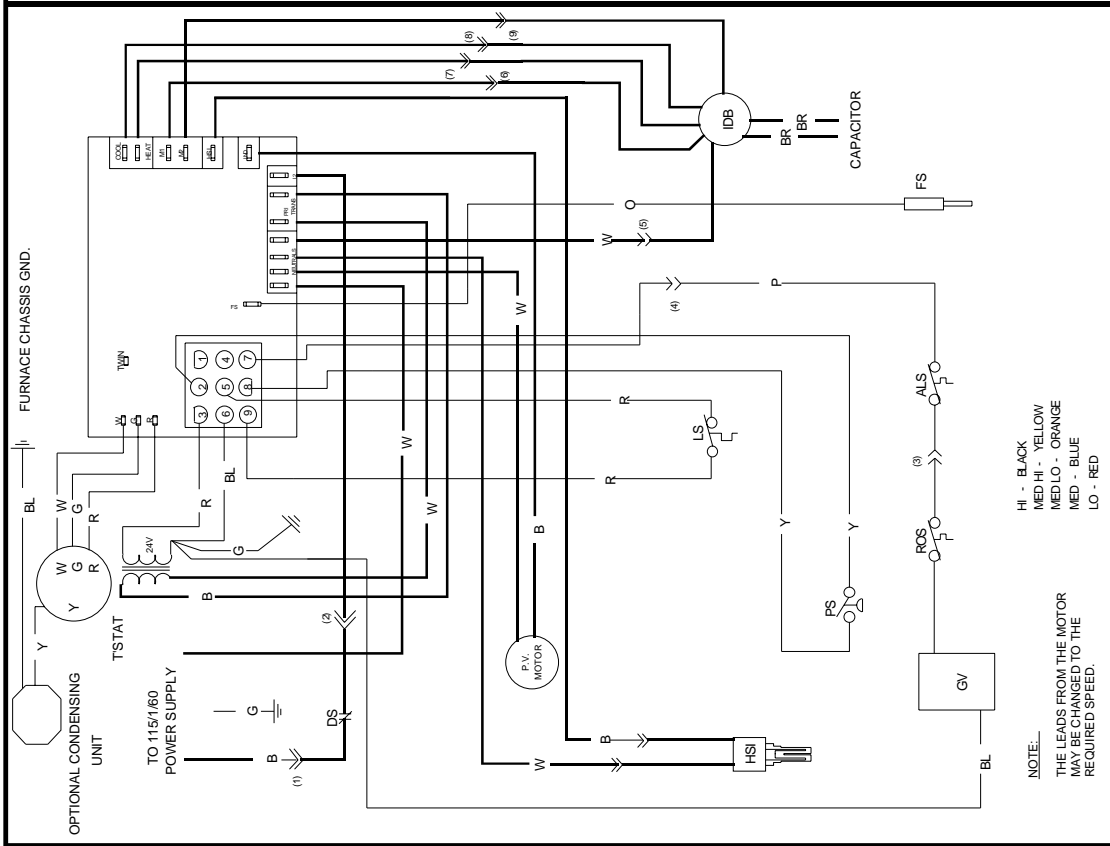 FURNACE CHASSIS GND.
BL
OPTIONAL CONDENSING
UNIT
Y
Y
W
G
R
T'STAT
W
G
R
W
G
R
24V
R
BL
G
B
TWIN
1
2
3
4
5
6
7
8
9
FS
COOL
HEAT
M1
M2
HSI
TRANS
PRI
NEUTRALS
(8)
(9)
(7)
(6)
IDB
BR
BR
CAPACITOR
FS
W
(5)
(4)
P
W
W
W
B
(2)
TO 115/1/60
POWER SUPPLY
G
DS
B
(1)
R
R
LS
P.V.
MOTOR
Y
Y
PS
ALS
(3)
ROS
GV
BL
B
W
HSI
HI - BLACK
MED HI - YELLOW
MED LO - ORANGE
MED - BLUE
LO - RED
NOTE:
THE LEADS FROM THE MOTOR
MAY BE CHANGED TO THE
REQUIRED SPEED.